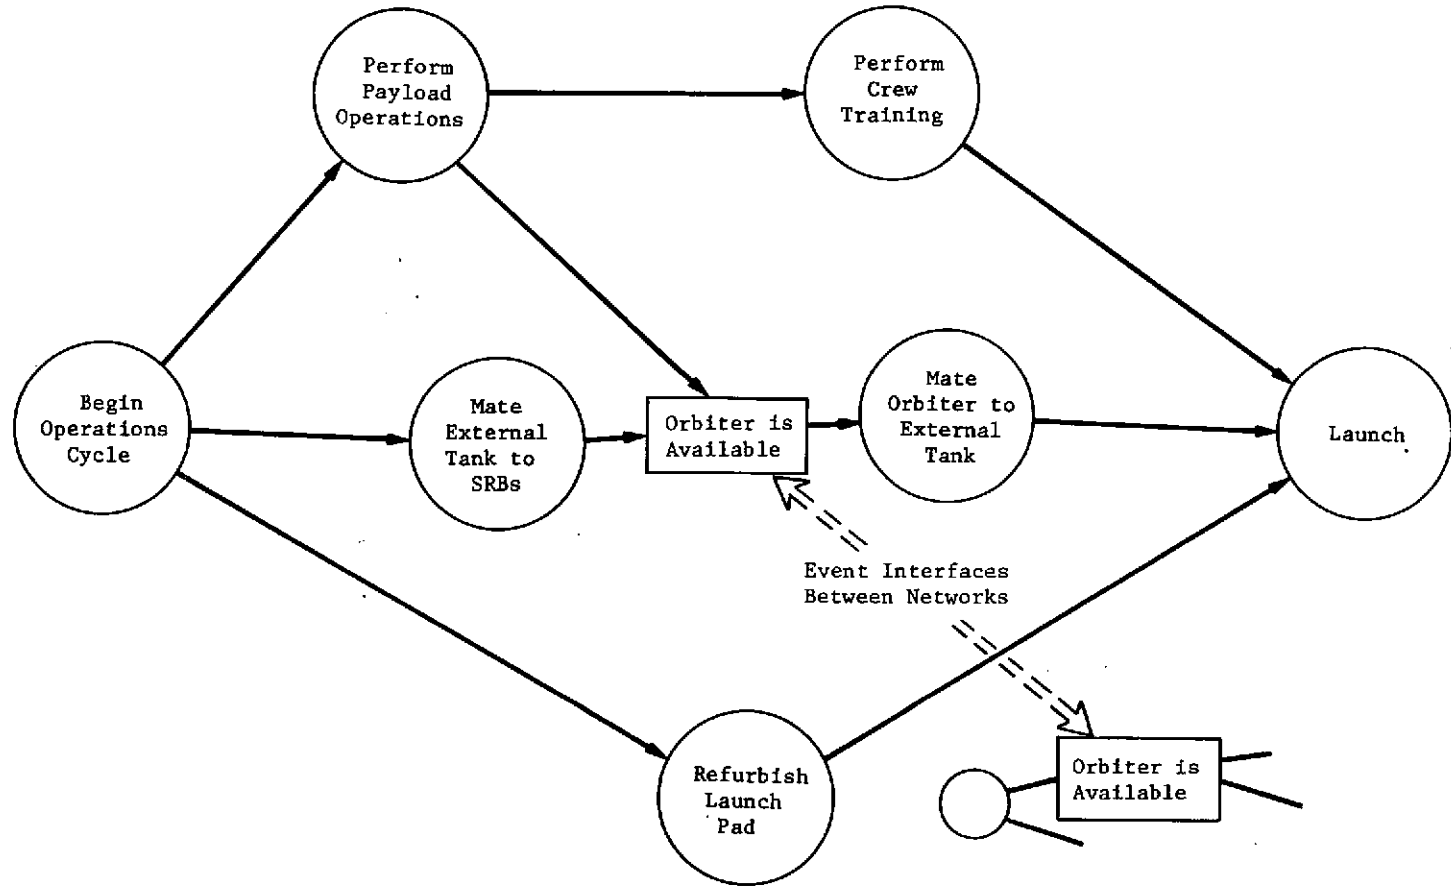 Perform
Payload
Operations
Perform
Crew
Training
Begin
Operations
Cycle
Mate
External
Tank to
SRBs
Orbiter is
Available
Mate
Orbiter to
External
Tank
Launch
Event Interfaces
Between Networks
Refurbish
Launch
Pad
Orbiter is
Available